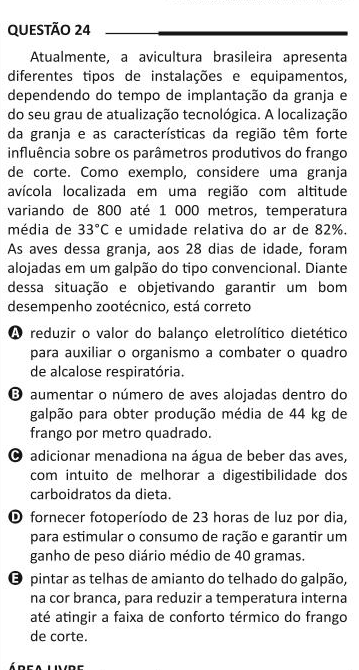 QUESTÃO 24
Atualmente, a avicultura brasileira apresenta
diferentes tipos de instalações e equipamentos,
dependendo do tempo de implantação da granja e
do seu grau de atualização tecnológica. A localização
da granja e as características da região têm forte
influência sobre os parâmetros produtivos do frango
de corte. Como exemplo, considere uma granja
avícola localizada em uma região com altitude
variando de 800 até 1 000 metros, temperatura
média de 33°C e umidade relativa do ar de 82%.
As aves dessa granja, aos 28 dias de idade, foram
alojadas em um galpão do tipo convencional. Diante
dessa situação e objetivando garantir um bom
desempenho zootécnico, está correto
A reduzir o valor do balanço eletrolítico dietético
para auxiliar o organismo a combater o quadro
de alcalose respiratória.
B aumentar o número de aves alojadas dentro do
galpão para obter produção média de 44 kg de
frango por metro quadrado.
C adicionar menadiona na água de beber das aves,
com intuito de melhorar a digestibilidade dos
carboidratos da dieta.
D fornecer fotoperíodo de 23 horas de luz por dia,
para estimular o consumo de ração e garantir um
ganho de peso diário médio de 40 gramas.
E pintar as telhas de amianto do telhado do galpão,
na cor branca, para reduzir a temperatura interna
até atingir a faixa de conforto térmico do frango
de corte.
ÁREA LIVRE